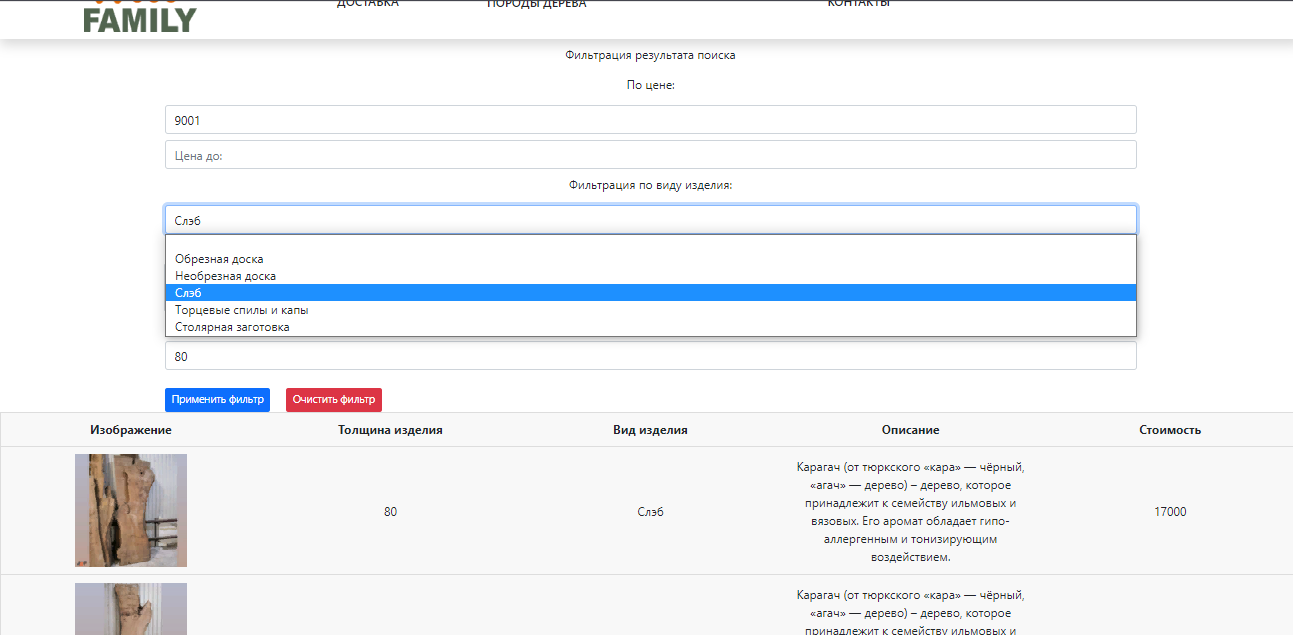 ДОСТАВКА ПОРОДЫ ДЕРЕВА КОНТАКТЫ
FAMILY
Фильтрация результата поиска
По цене:
9001
Цена до:
Фильтрация по виду изделия:
Слэб
Обрезная доска
Необрезная доска
Слэб
Торцевые спилы и капы
Столярная заготовка
80
Применить фильтр Очистить фильтр
Изображение Толщина изделия Вид изделия Описание Стоимость
Карагач (от тюркского «кара» — чёрный,
«агач» — дерево) – дерево, которое
принадлежит к семейству ильмовых и
80 Слэб 17000
вязовых. Его аромат обладает гипо-
аллергенным и тонизирующим
воздействием.
Карагач (от тюркского «кара» — чёрный,
«агач» — дерево) – дерево, которое
принадлежит к семейству ильмовых и